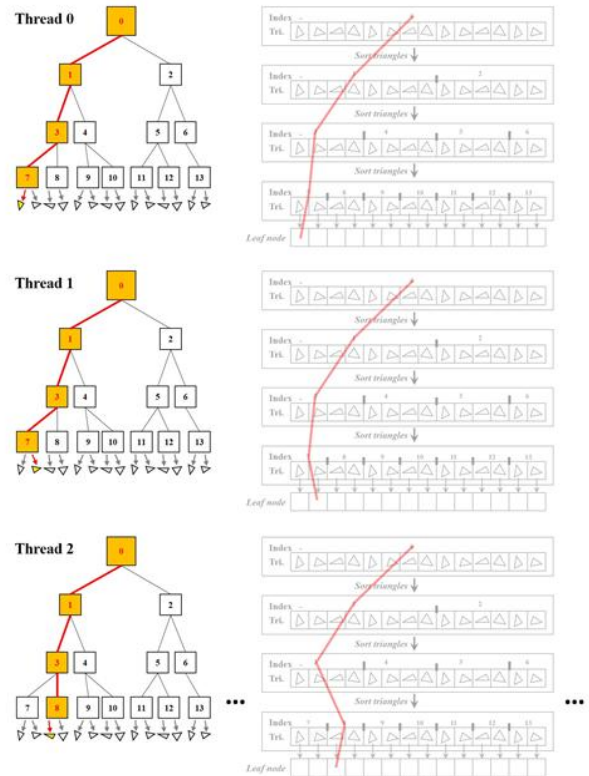 Thread 0
0
1 2
3 4 5 6
7 8 9 10 11 12 13
Index -
Tri.
Sort triangles
Index - 2
Tri.
Sort triangles
Index 4 5 6
Tri.
Sort triangles
Index 8 9 10 11 12 13
Tri.
Leaf node
Thread 1
0
1 2
3 4 5 6
7 8 9 10 11 12 13
Index -
Tri.
Sort triangles
Index - 2
Tri.
Sort triangles
Index 4 5 6
Tri.
Sort triangles
Index 8 9 10 11 12 13
Tri.
Leaf node
Thread 2
0
1 2
3 4 5 6
7 8 9 10 11 12 13
...
Index -
Tri.
Sort triangles
Index - 2
Tri.
Sort triangles
Index 4 5 6
Tri.
Sort triangles
Index 7 9 10 11 12 13
Tri.
Leaf node
...